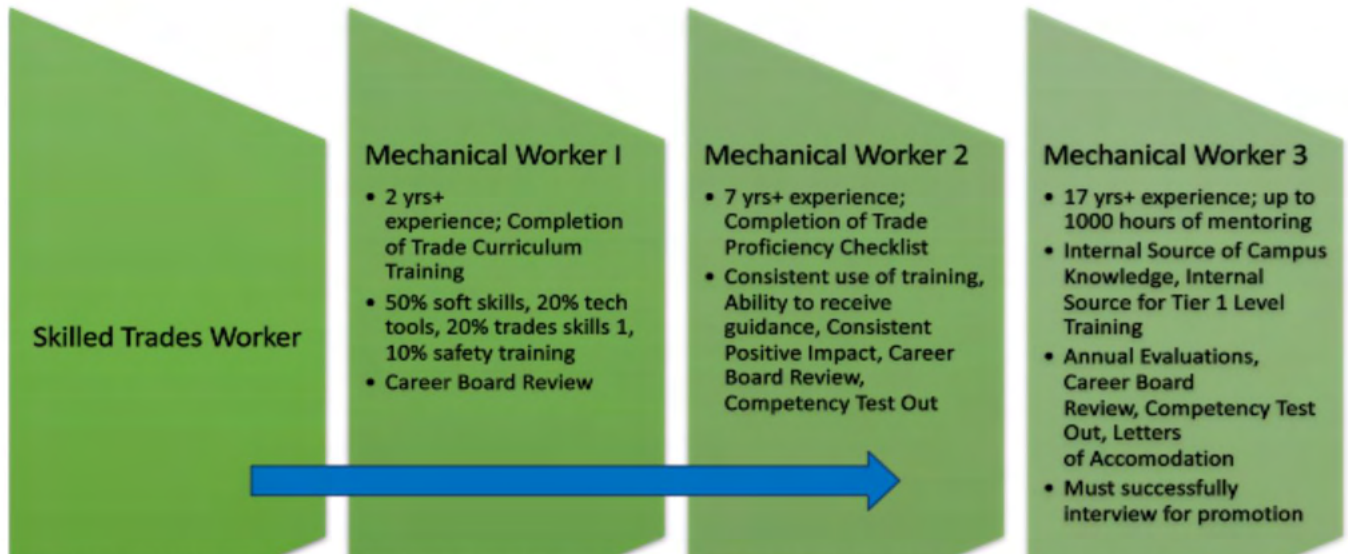 Skilled Trades Worker
Mechanical Worker I
• 2 yrs+
experience; Completion
of Trade Curriculum
Training
• 50% soft skills, 20% tech
tools, 20% trades skills 1,
10% safety training
• Career Board Review
Mechanical Worker 2
• 7 yrs+ experience;
Completion of Trade
Proficiency Checklist
• Consistent use of training,
Ability to receive
guidance, Consistent
Positive Impact, Career
Board Review,
Competency Test Out
Mechanical Worker 3
• 17 yrs+ experience; up to
1000 hours of mentoring
• Internal Source of Campus
Knowledge, Internal
Source for Tier 1 Level
Training
• Annual Evaluations,
Career Board
Review, Competency Test
Out, Letters
of Accomodation
• Must successfully
interview for promotion